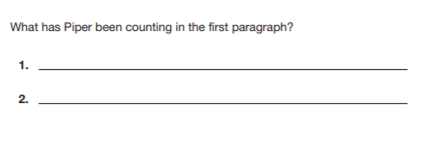 What has Piper been counting in the first paragraph?
1.
2.